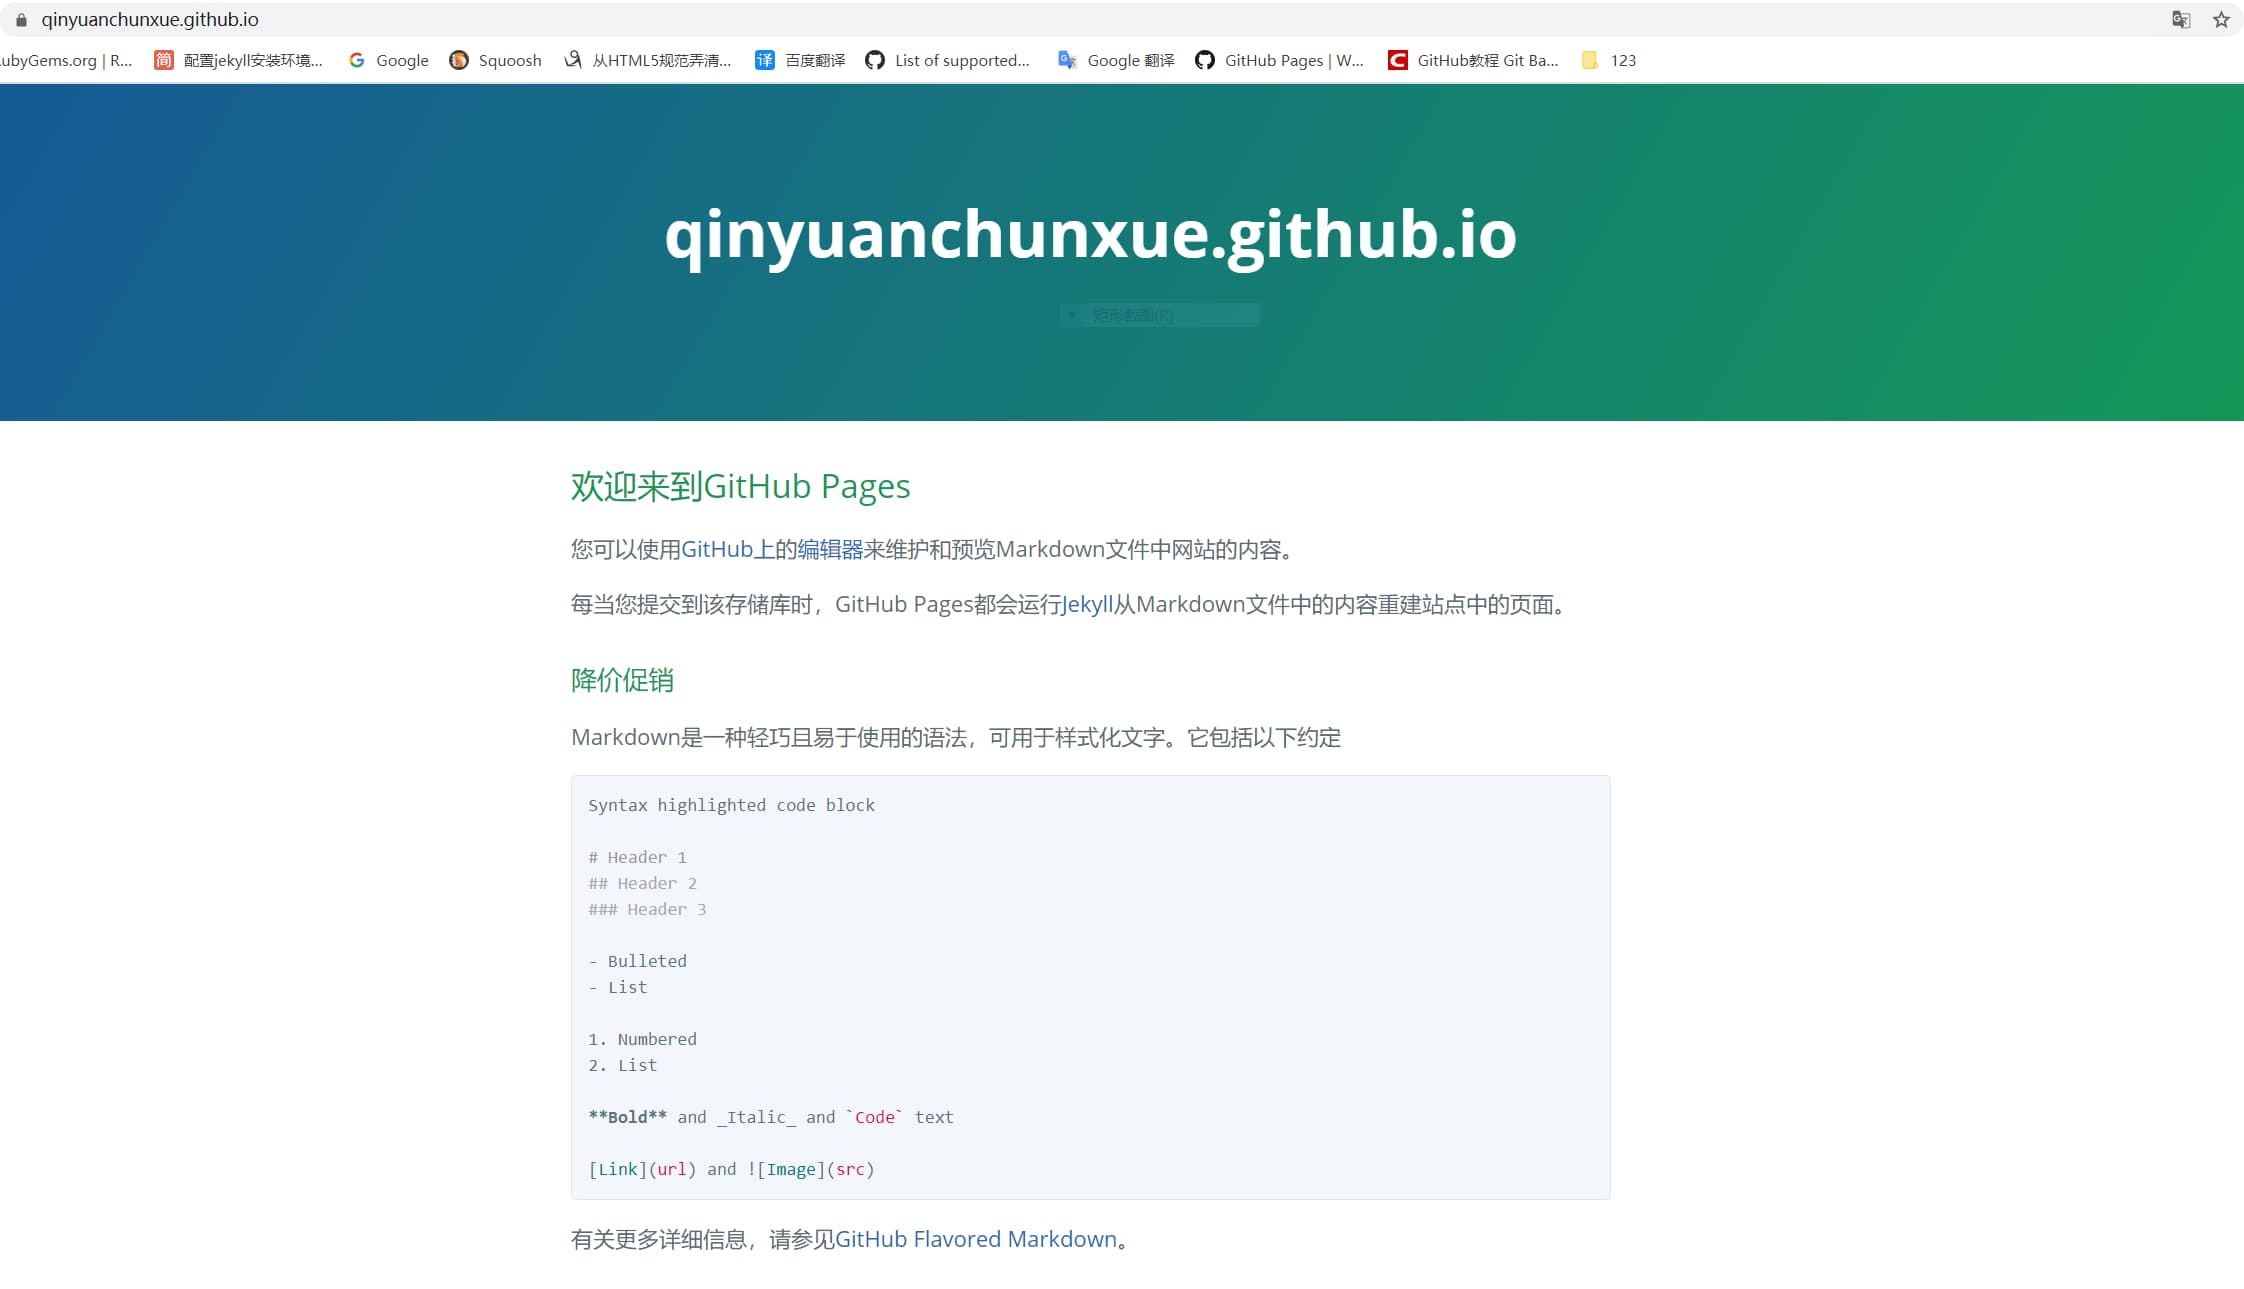 qinyuanchunxue.github.io
ubyGems.org | R... 简 配置jekyll安装环境... Google Squoosh 从HTML5规范弄清... 译 百度翻译 List of supported... Google 翻译 GitHub Pages | W... GitHub教程 Git Ba... 123
qinyuanchunxue.github.io
矩形截图(R)
欢迎来到GitHub Pages
您可以使用GitHub上的编辑器来维护和预览Markdown文件中网站的内容。
每当您提交到该存储库时，GitHub Pages都会运行Jekyll从Markdown文件中的内容重建站点中的页面。
降价促销
Markdown是一种轻巧且易于使用的语法，可用于样式化文字。它包括以下约定
Syntax highlighted code block
# Header 1
## Header 2
### Header 3
- Bulleted
- List
1. Numbered
2. List
**Bold** and _Italic_ and `Code` text
[Link](url) and ![Image](src)
有关更多详细信息，请参见GitHub Flavored Markdown。